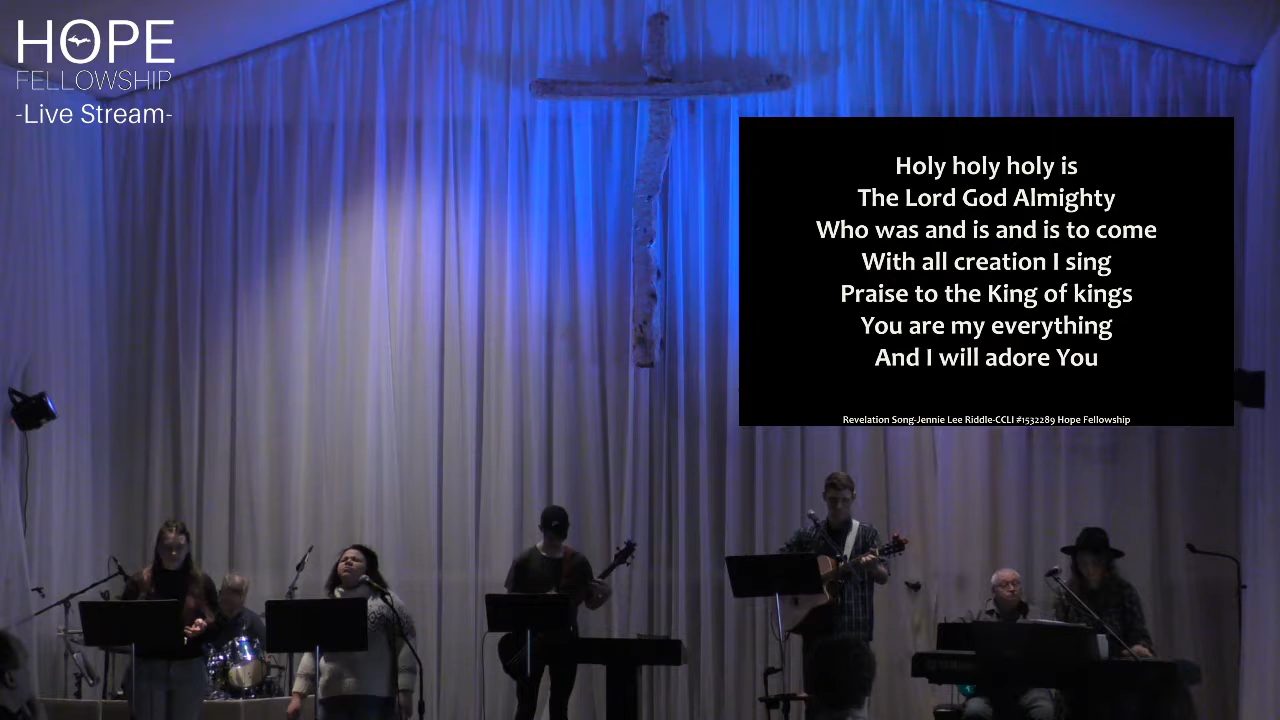 HOPE
FELLOWSHIP
-Live Stream-
Holy holy holy is
The Lord God Almighty
Who was and is and is to come
With all creation I sing
Praise to the King of kings
You are my everything
And I will adore You
Revelation Song-Jennie Lee Riddle-CCLI #1532289 Hope Fellowship